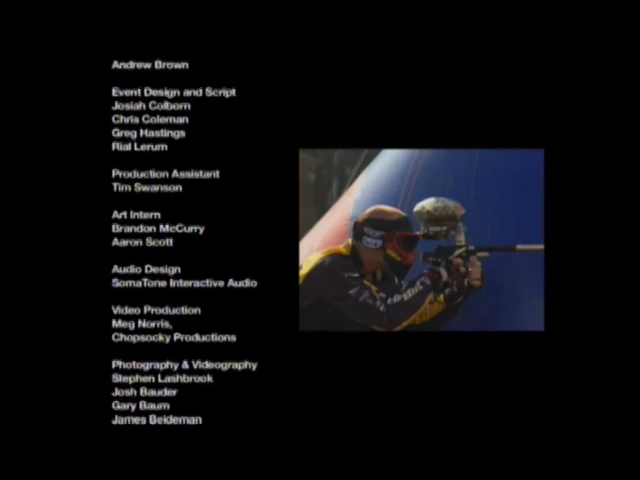 Andrew Brown
Event Design and Script
Josiah Colborn
Chris Coleman
Greg Hastings
Rial Lerum
Production Assistant
Tim Swanson
Art Intern
Brandon McCurry
Aaron Scott
Audio Design
SomaTone Interactive Audio
Video Production
Meg Norris,
Chopsocky Productions
Photography & Videography
Stephen Lashbrook
Josh Bauder
Gary Baum
James Beideman